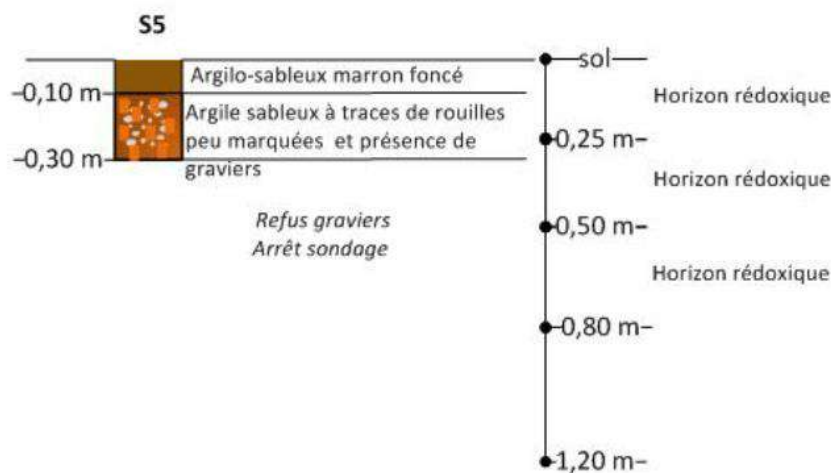 S5
Argilo-sableux marron foncé
-0,10 m
Argile sableux à traces de rouilles
peu marquées et présence de
graviers
-0,30 m
Refus graviers
Arrêt sondage
sol
Horizon rédoxique
0,25 m
Horizon rédoxique
0,50 m
Horizon rédoxique
0,80 m
1,20 m